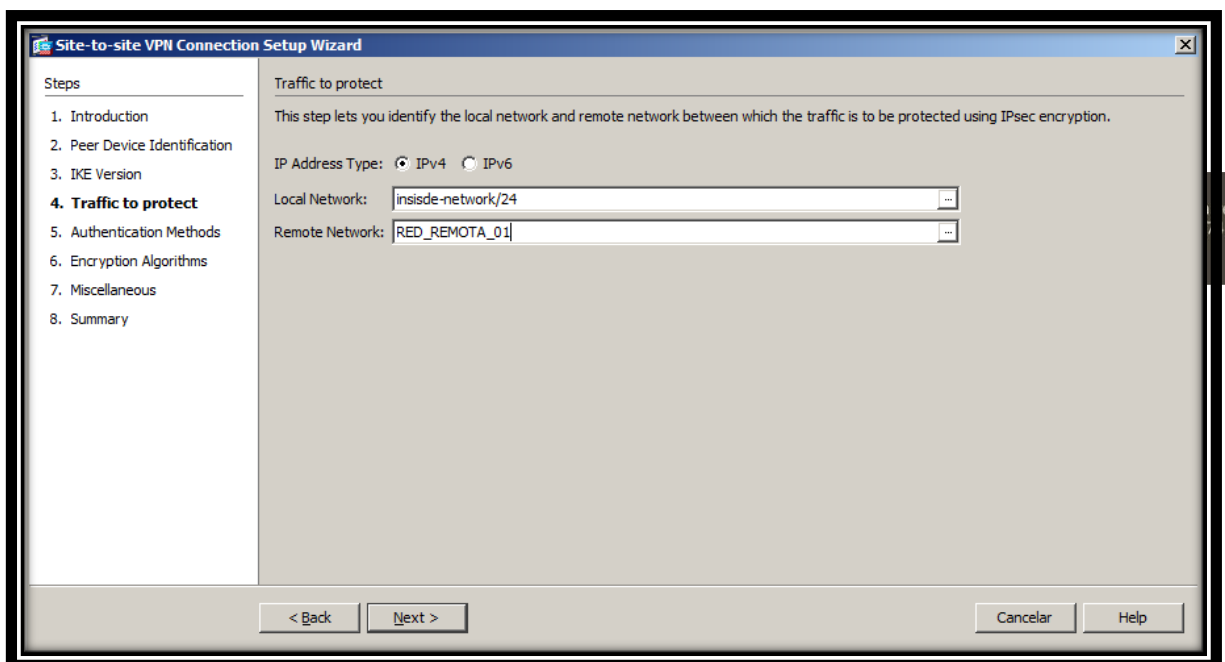 Site-to-site VPN Connection Setup Wizard
Steps
1. Introduction
2. Peer Device Identification
3. IKE Version
4. Traffic to protect
5. Authentication Methods
6. Encryption Algorithms
7. Miscellaneous
8. Summary
Traffic to protect
This step lets you identify the local network and remote network between which the traffic is to be protected using IPsec encryption.
IP Address Type: IPv4 IPv6
Local Network: insisde-network/24 ...
Remote Network: RED_REMOTA_01 ...
< Back Next > Cancelar Help